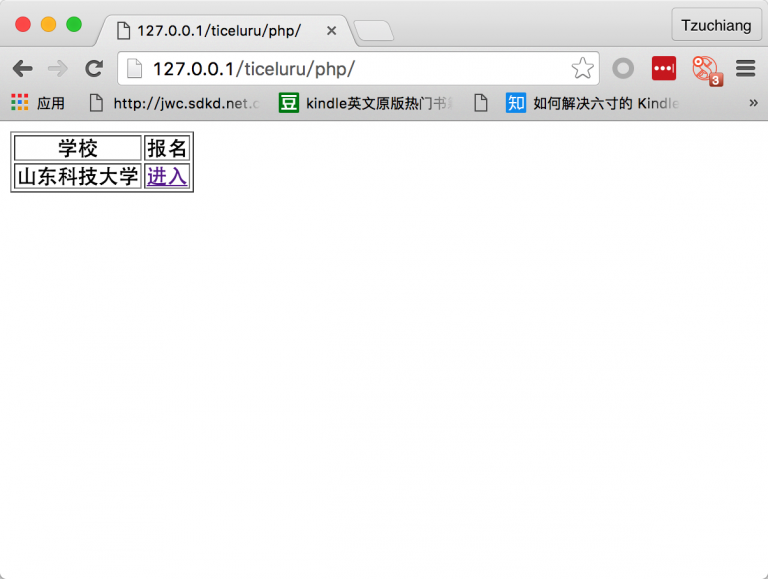 127.0.0.1/ticeluru/php/
Tzuchiang
127.0.0.1/ticeluru/php/
3
应用 http://jwc.sdkd.net. 豆 kindle英文原版热门书 知 如何解决六寸的 Kindle »
学校 报名
山东科技大学 进入